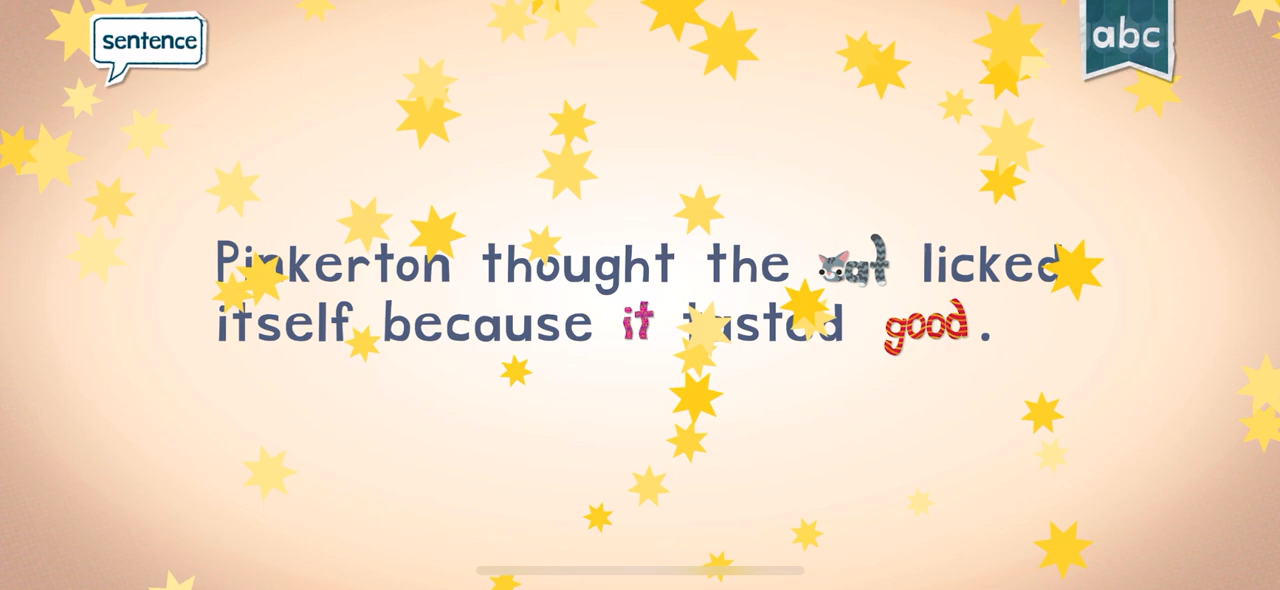 sentence
abc
Pinkerton thought the cat licked
itself because it tasted good.